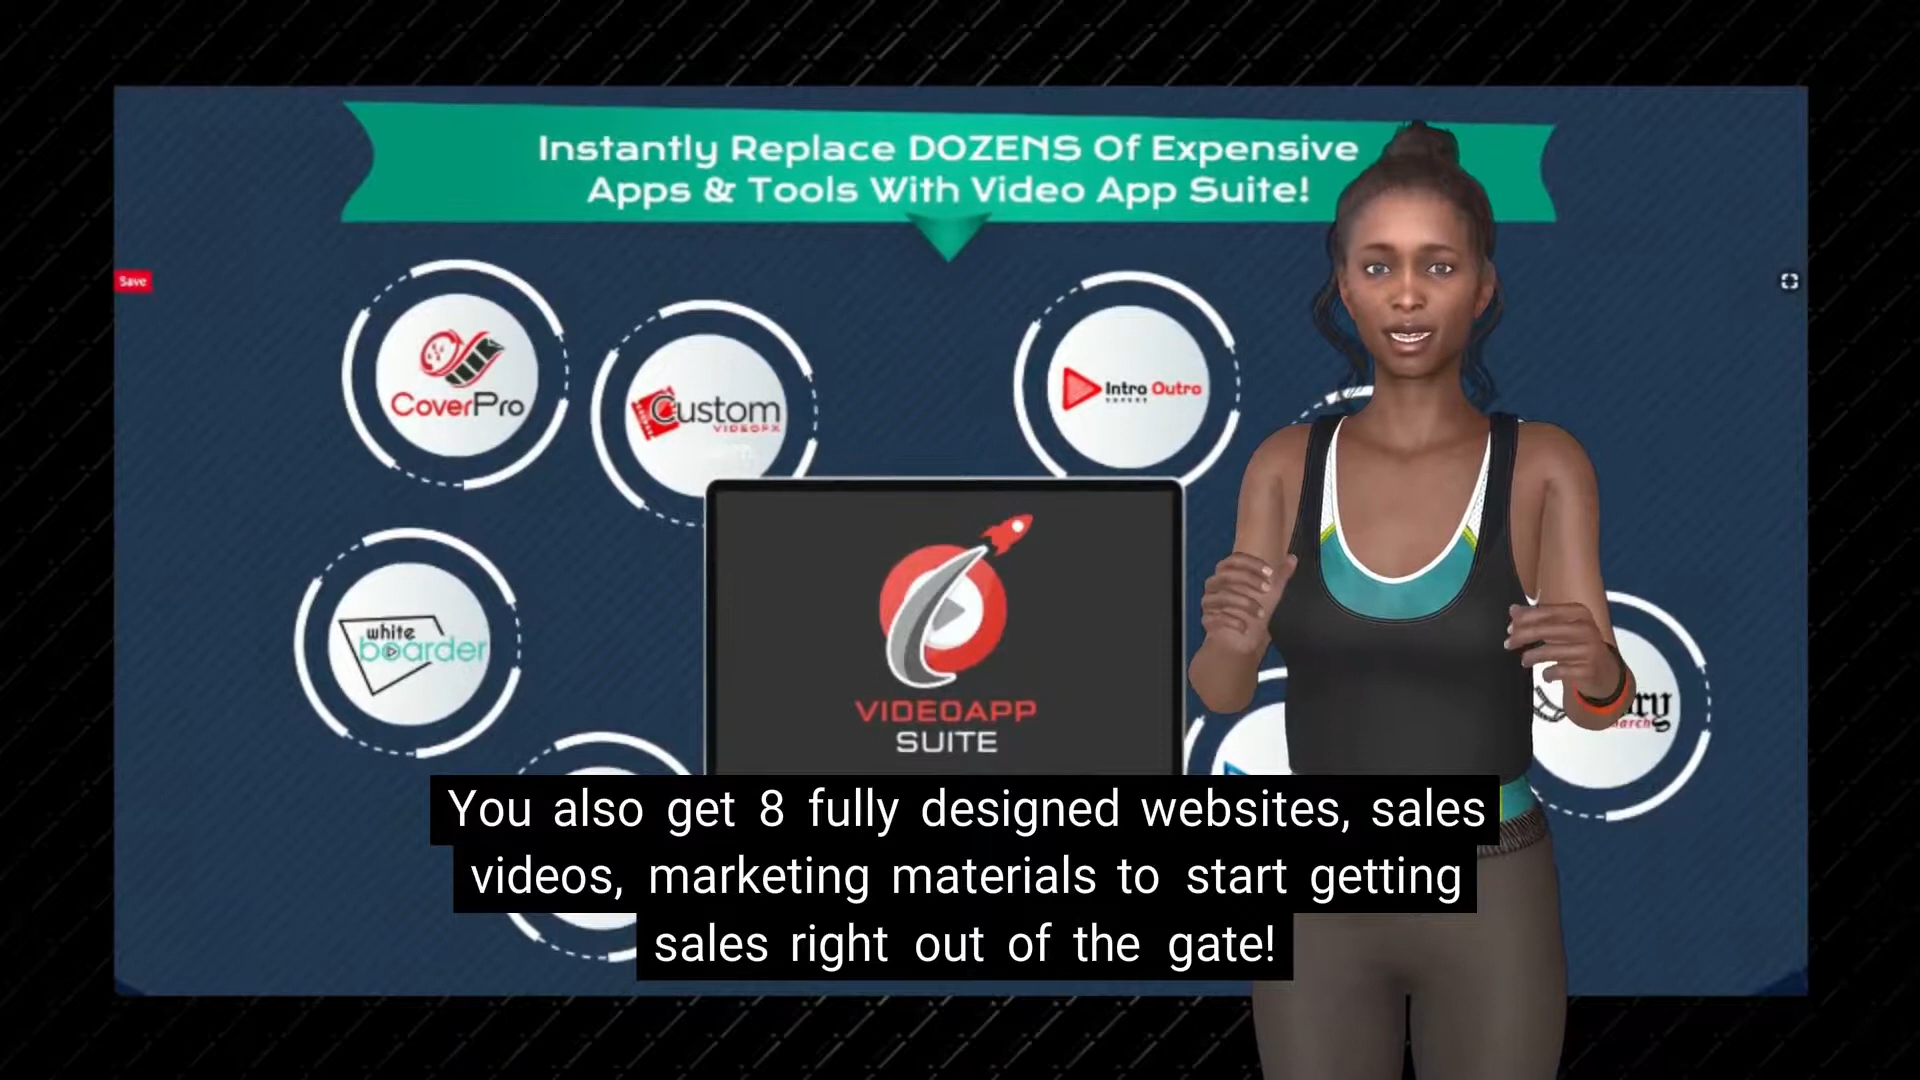 Instantly Replace DOZENS Of Expensive
Apps & Tools With Video App Suite!
Save
CoverPro
Custom
VIDEOFX
Intro Outro
EXPERT
white
boarder
VIDEOAPP
SUITE
You also get 8 fully designed websites, sales
videos, marketing materials to start getting
sales right out of the gate!